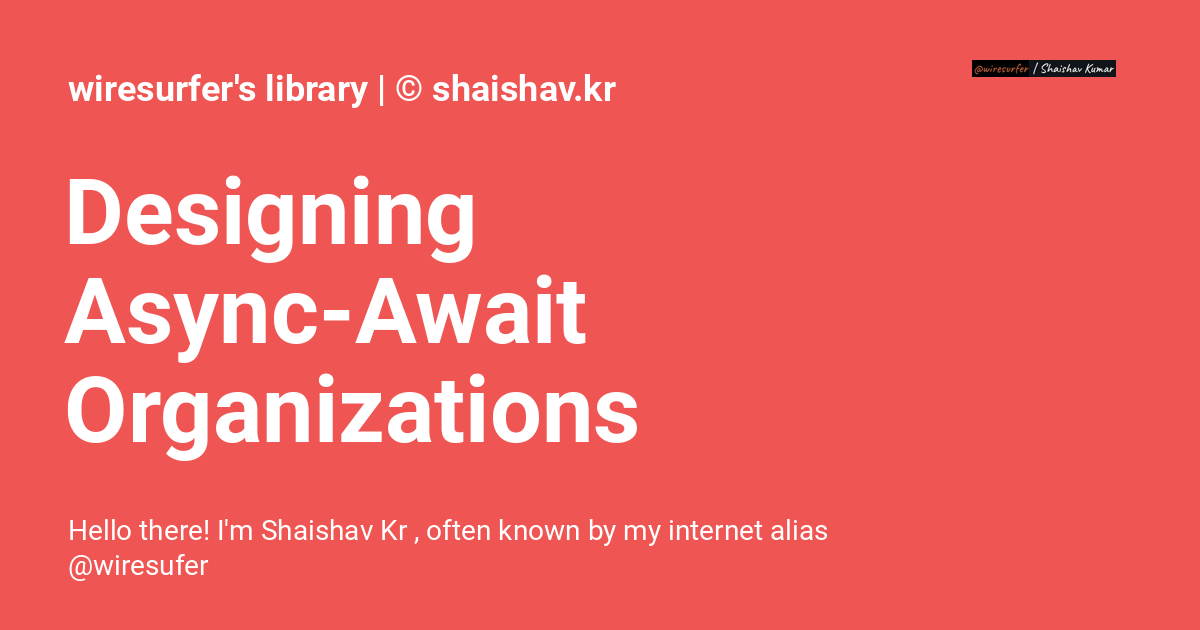 wiresurfer's library | © shaishav.kr
@wiresurfer | Shaishav Kumar
Designing
Async-Await
Organizations
Hello there! I'm Shaishav Kr , often known by my internet alias
@wiresufer